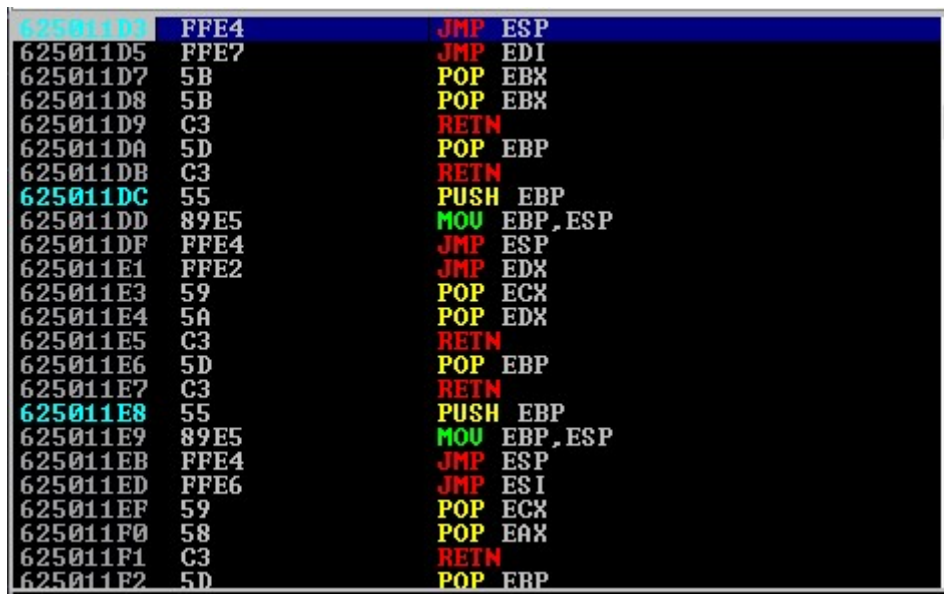 625011D3 FFE4 JMP ESP
625011D5 FFE7 JMP EDI
625011D7 5B POP EBX
625011D8 5B POP EBX
625011D9 C3 RETN
625011DA 5D POP EBP
625011DB C3 RETN
625011DC 55 PUSH EBP
625011DD 89E5 MOV EBP,ESP
625011DF FFE4 JMP ESP
625011E1 FFE2 JMP EDX
625011E3 59 POP ECX
625011E4 5A POP EDX
625011E5 C3 RETN
625011E6 5D POP EBP
625011E7 C3 RETN
625011E8 55 PUSH EBP
625011E9 89E5 MOV EBP,ESP
625011EB FFE4 JMP ESP
625011ED FFE6 JMP ESI
625011EF 59 POP ECX
625011F0 58 POP EAX
625011F1 C3 RETN
625011F2 5D POP EBP